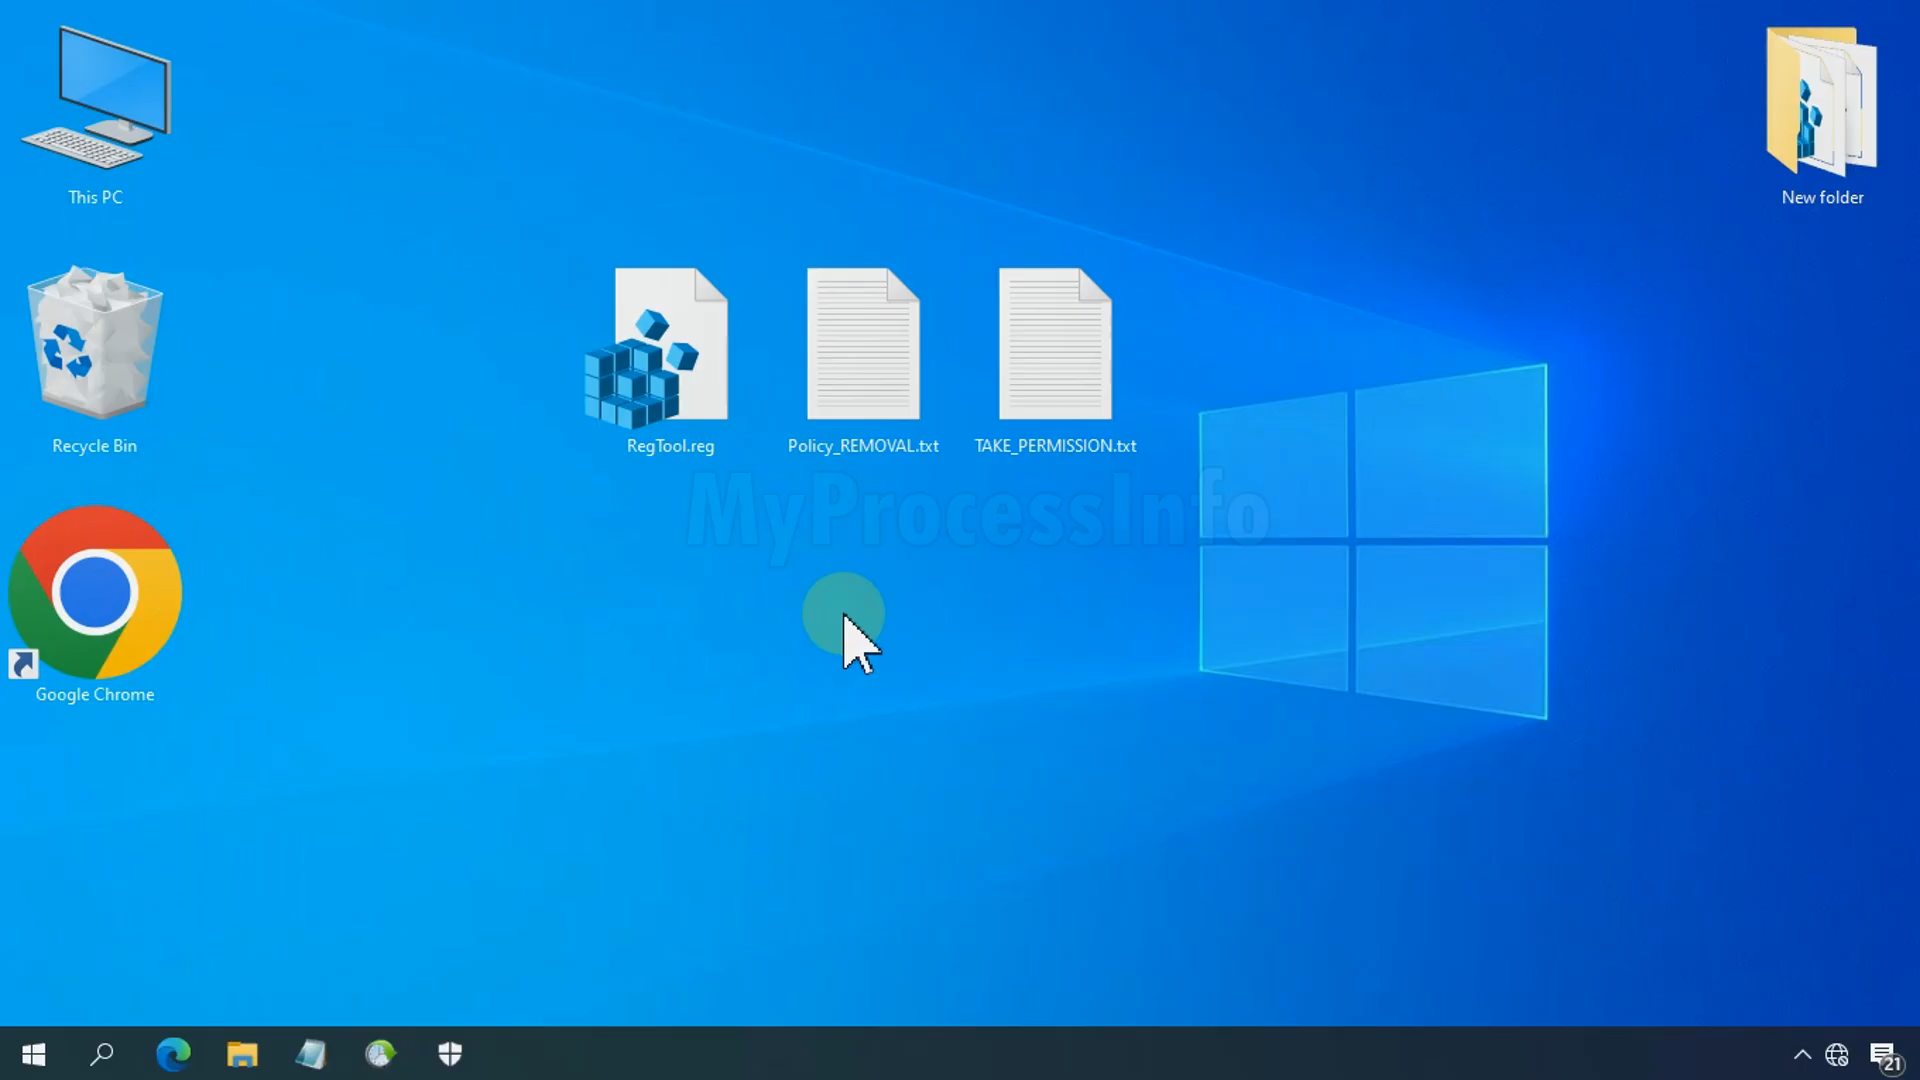 This PC
New folder
Recycle Bin
RegTool.reg
Policy_REMOVAL.txt
TAKE_PERMISSION.txt
MyProcessInfo
Google Chrome
21